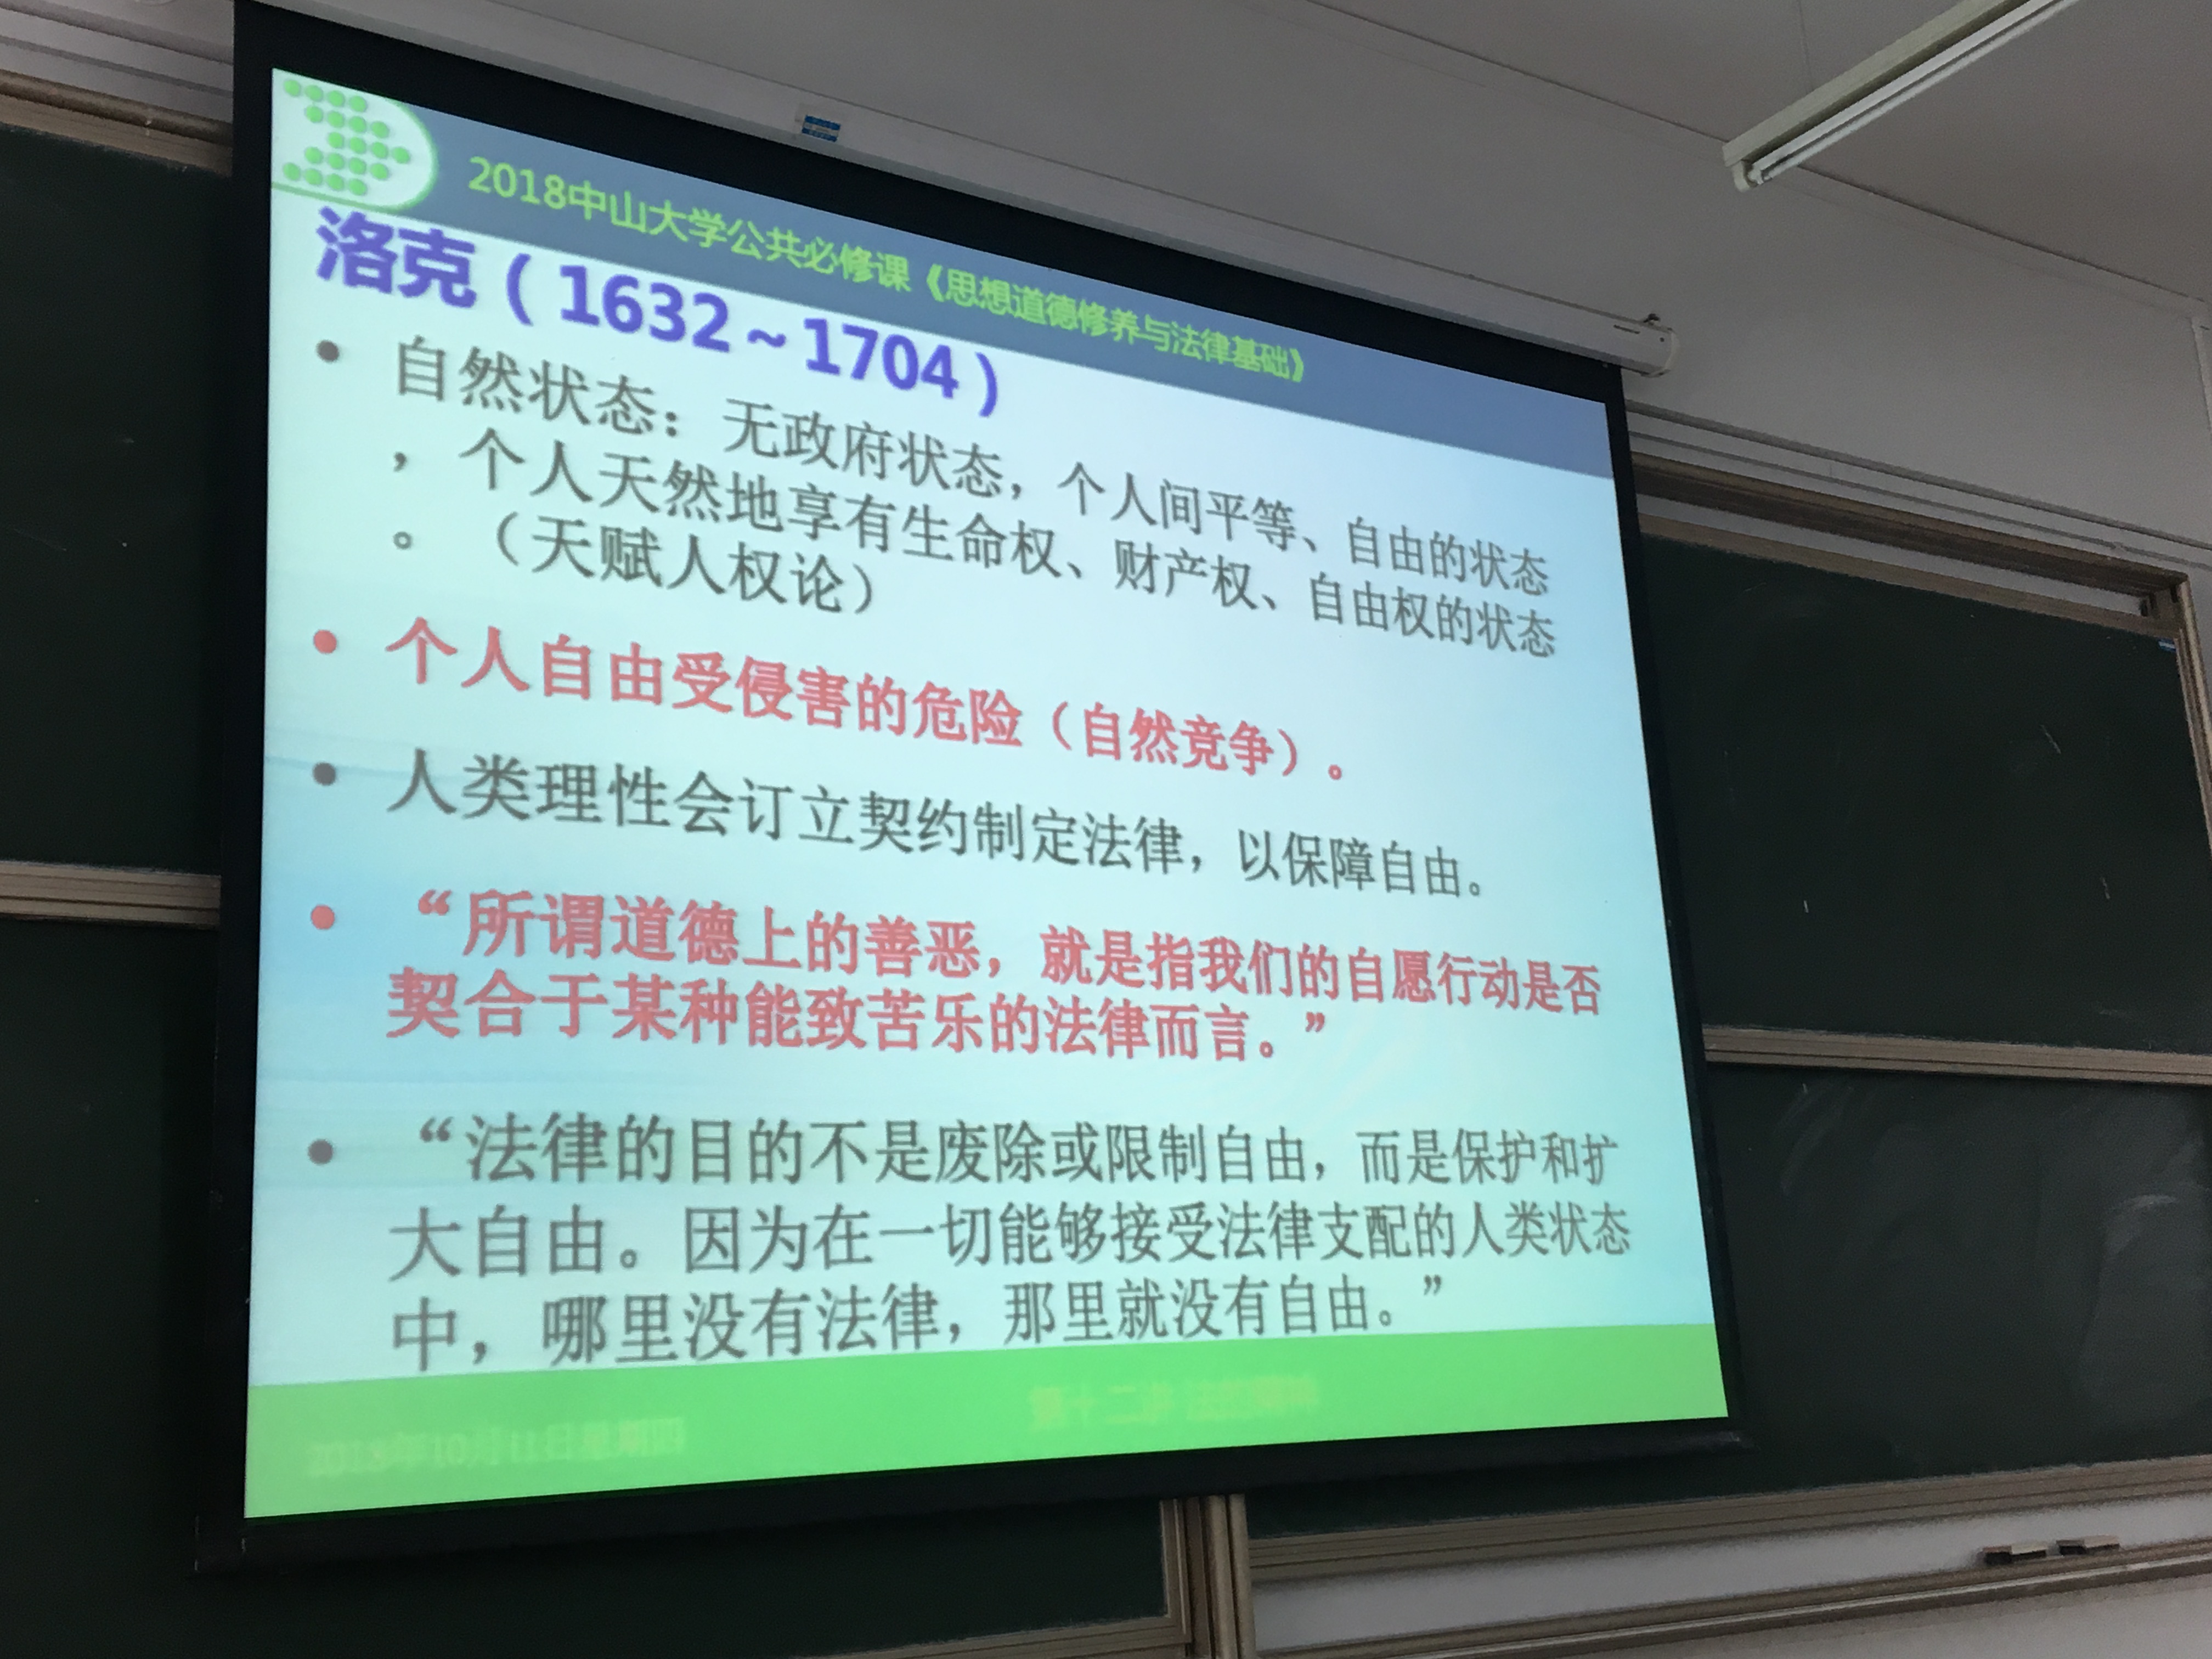 2018中山大学公共必修课《思想道德修养与法律基础》
洛克（1632～1704）
• 自然状态：无政府状态，个人间平等、自由的状态
，个人天然地享有生命权、财产权、自由权的状态
。（天赋人权论）
• 个人自由受侵害的危险（自然竞争）。
• 人类理性会订立契约制定法律，以保障自由。
• “所谓道德上的善恶，就是指我们的自愿行动是否
契合于某种能致苦乐的法律而言。”
• “法律的目的不是废除或限制自由，而是保护和扩
大自由。因为在一切能够接受法律支配的人类状态
中，哪里没有法律，那里就没有自由。”
2018年10月11日星期四